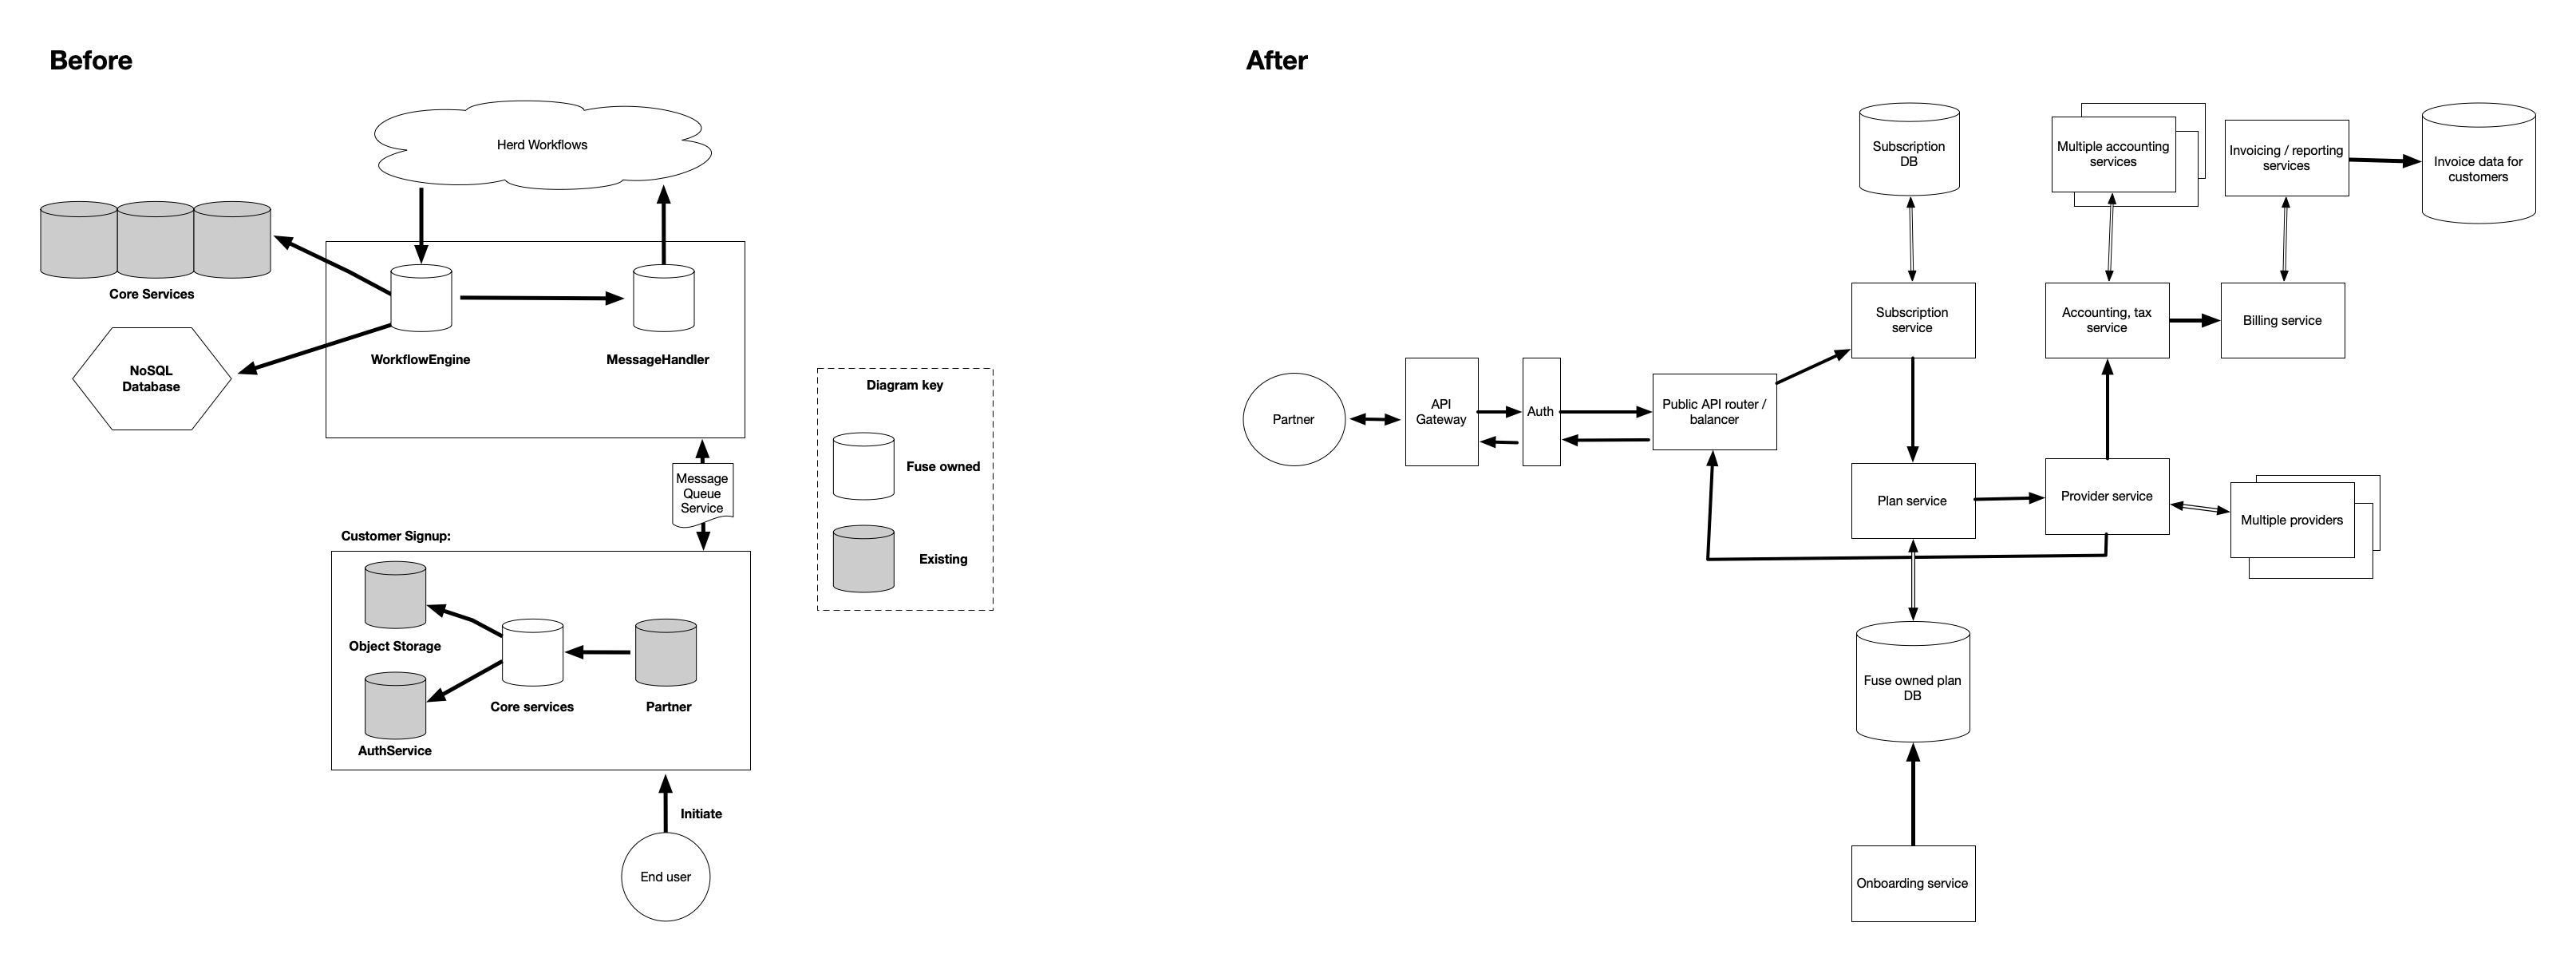 Before
Herd Workflows
Core Services
WorkflowEngine
MessageHandler
NoSQL
Database
Message
Queue
Service
Customer Signup:
Object Storage
Core services
Partner
AuthService
Initiate
End user
Diagram key
Fuse owned
Existing
After
Subscription
DB
Multiple accounting
services
Invoicing / reporting
services
Invoice data for
customers
Subscription
service
Accounting, tax
service
Billing service
Partner
API
Gateway
Auth
Public API router /
balancer
Plan service
Provider service
Multiple providers
Fuse owned plan
DB
Onboarding service